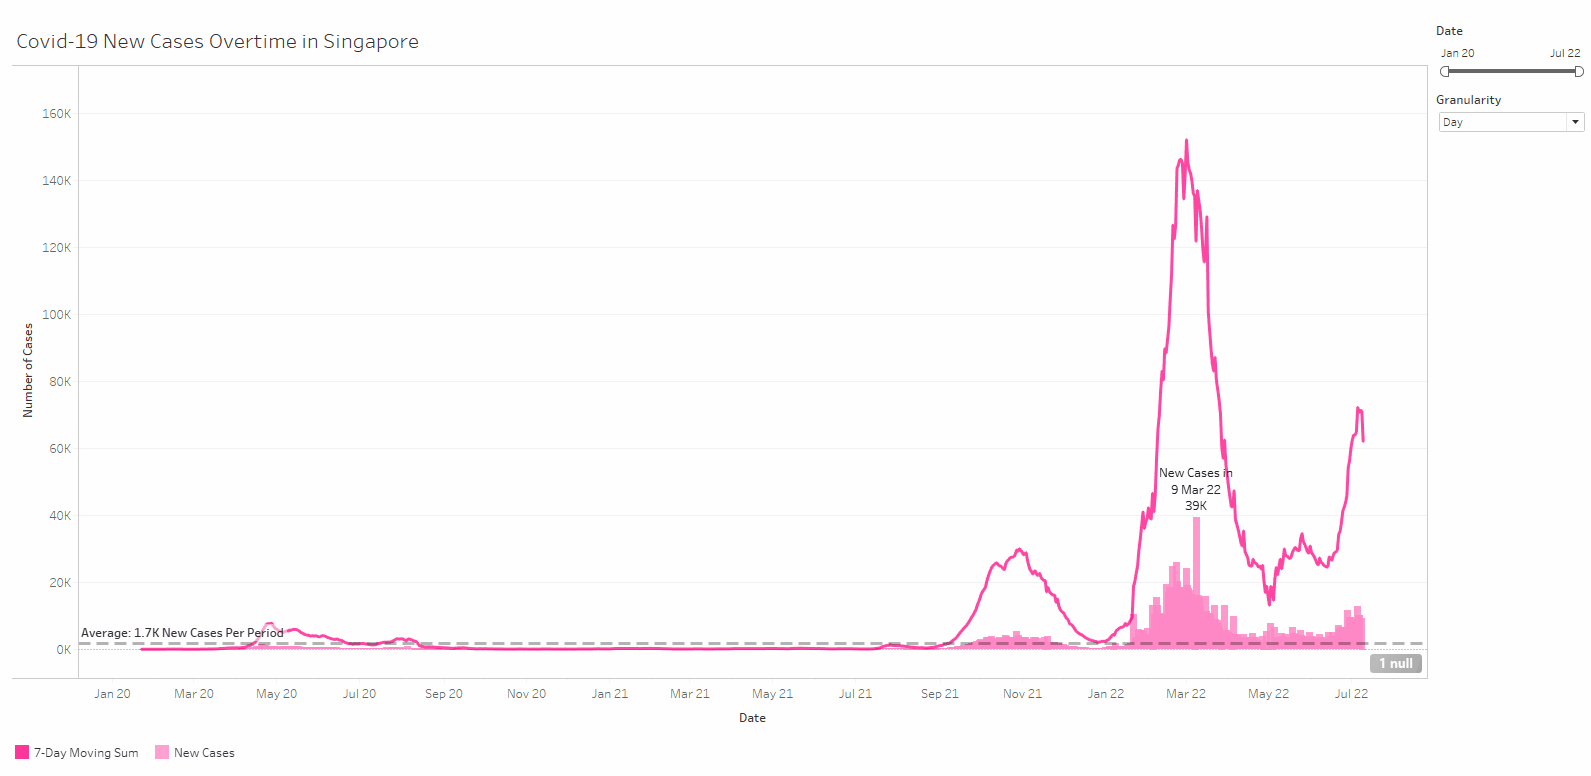 Covid-19 New Cases Overtime in Singapore
Date
Jan 20 Jul 22
Granularity
Day
160K
140K
120K
100K
80K
60K
40K
20K
0K
Number of Cases
New Cases in
9 Mar 22
39K
Average: 1.7K New Cases Per Period
1 null
Jan 20 Mar 20 May 20 Jul 20 Sep 20 Nov 20 Jan 21 Mar 21 May 21 Jul 21 Sep 21 Nov 21 Jan 22 Mar 22 May 22 Jul 22
Date
7-Day Moving Sum New Cases